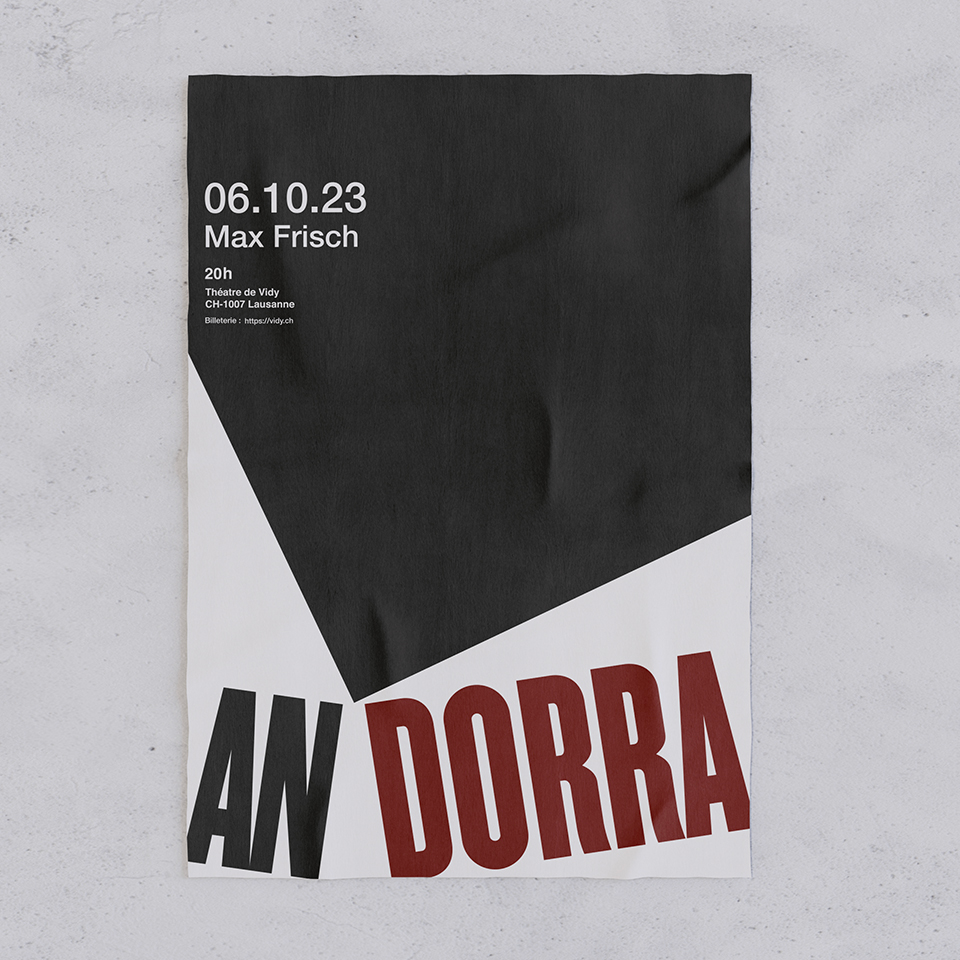 06.10.23
Max Frisch
20h
Théatre de Vidy
CH-1007 Lausanne
Billeterie : https://vidy.ch
AN DORRA